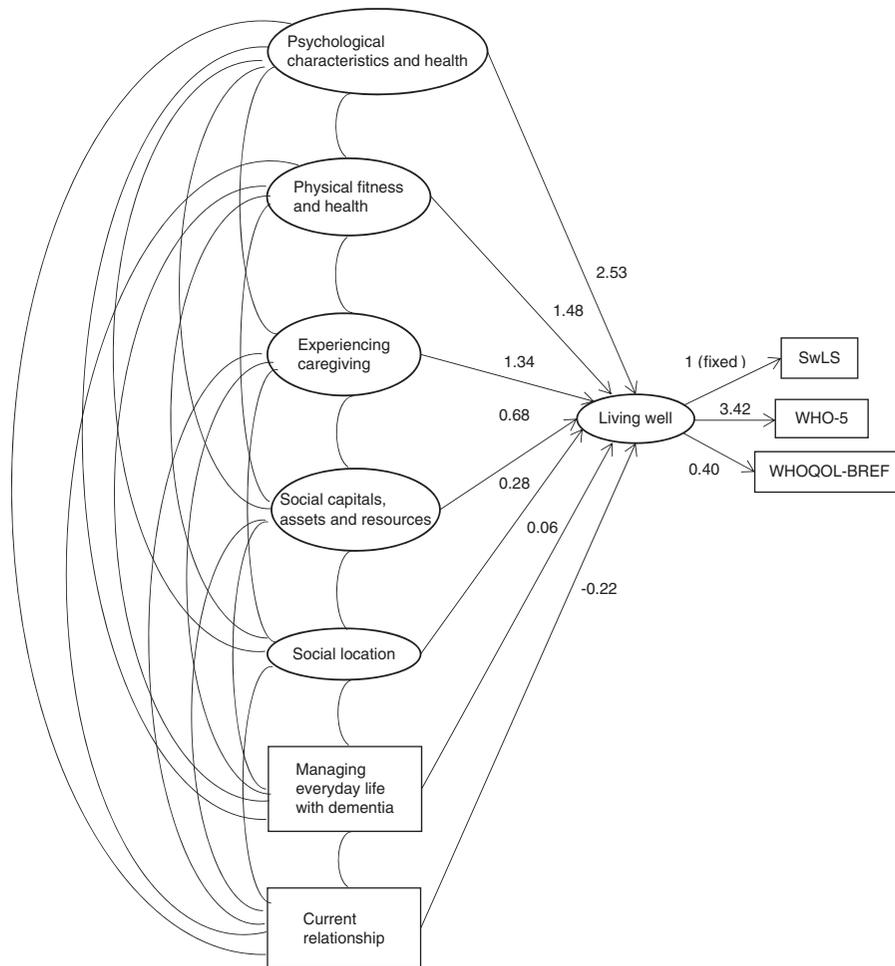 Psychological
characteristics and health
Physical fitness
and health
2.53
1.48
Experiencing
caregiving
1.34
1 (fixed )
SwLS
0.68
Living well
3.42
WHO-5
0.40
WHOQOL-BREF
Social capitals,
assets and resources
0.28
0.06
-0.22
Social location
Managing
everyday life
with dementia
Current
relationship